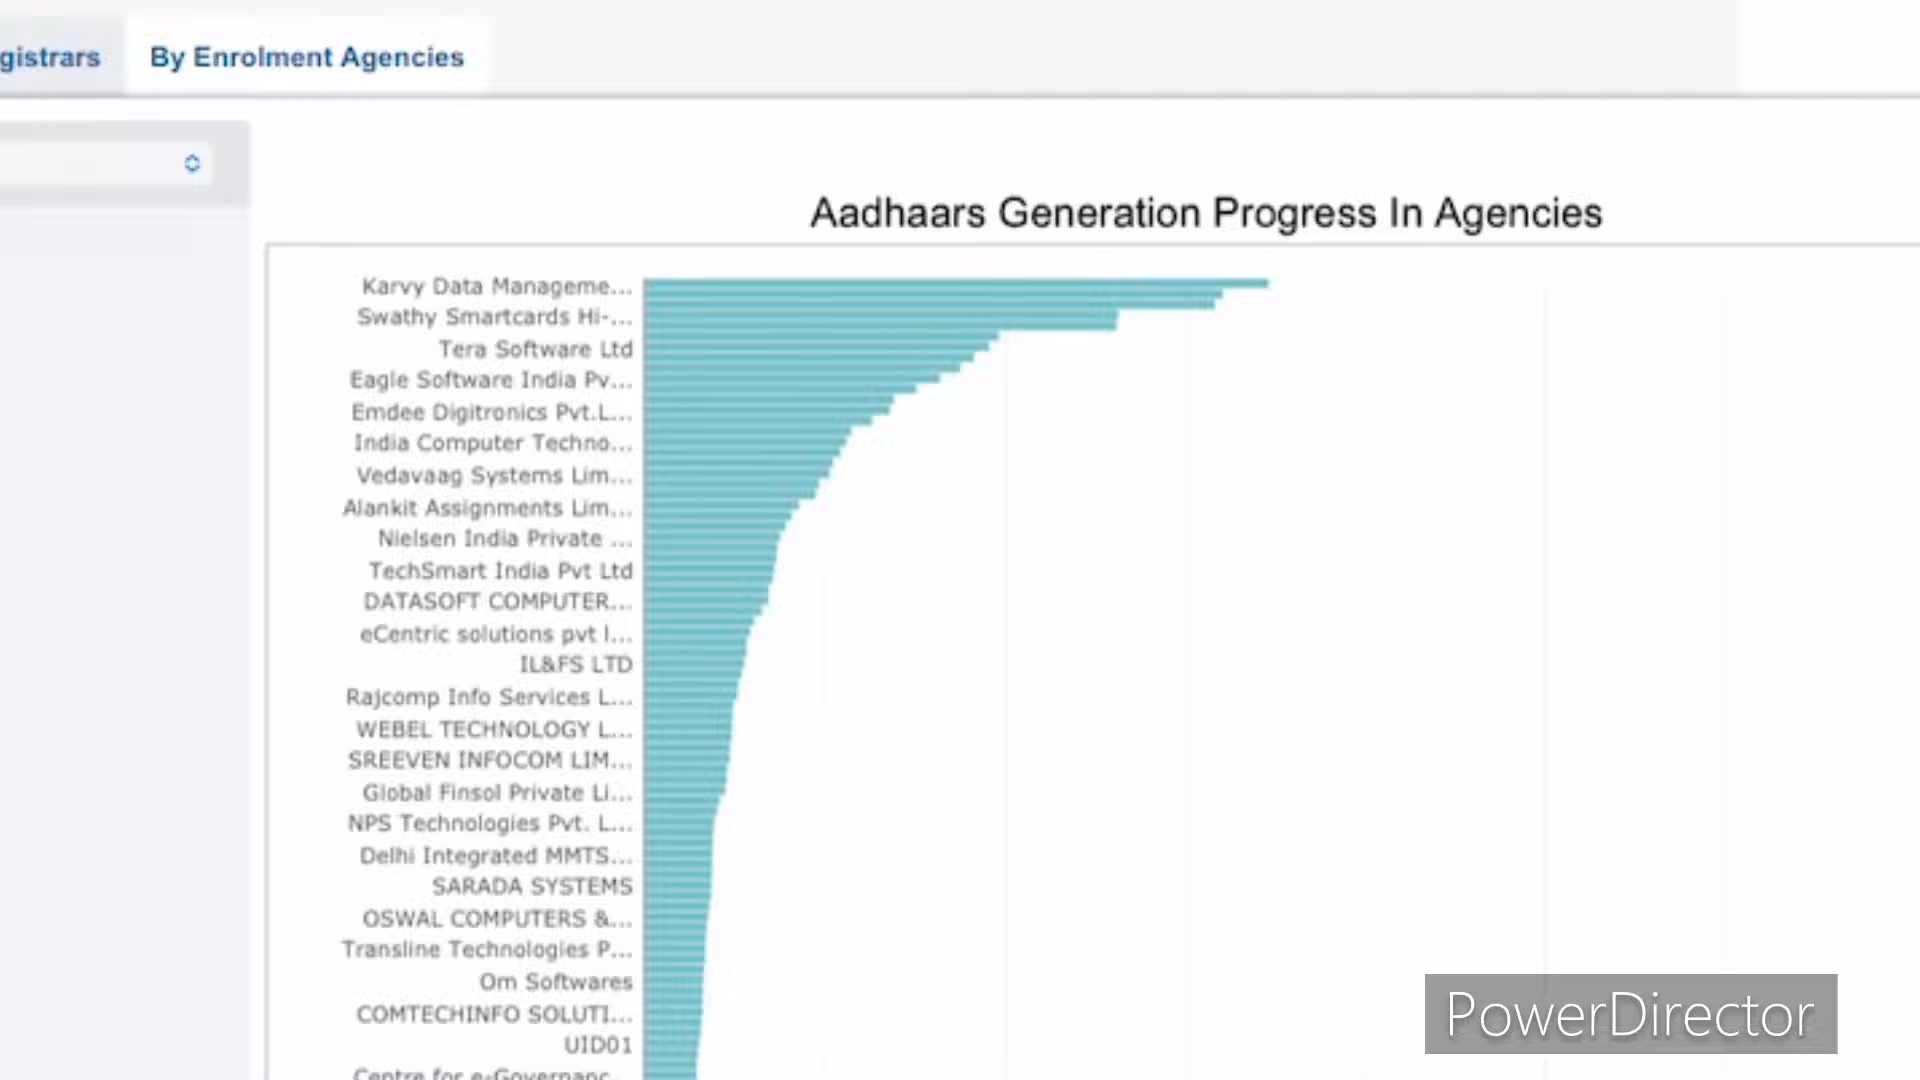 gistrars
By Enrolment Agencies
Aadhaars Generation Progress In Agencies
Karvy Data Manageme...
Swathy Smartcards Hi-...
Tera Software Ltd
Eagle Software India Pv...
Emdee Digitronics Pvt.L...
India Computer Techno...
Vedavaag Systems Lim...
Alankit Assignments Lim...
Nielsen India Private ...
TechSmart India Pvt Ltd
DATASOFT COMPUTER...
eCentric solutions pvt l...
IL&FS LTD
Rajcomp Info Services L...
WEBEL TECHNOLOGY L...
SREEVEN INFOCOM LIM...
Global Finsol Private Li...
NPS Technologies Pvt. L...
Delhi Integrated MMTS...
SARADA SYSTEMS
OSWAL COMPUTERS &...
Transline Technologies P...
Om Softwares
COMTECHINFO SOLUTI...
UID01
Centre for e-Governanc...
PowerDirector